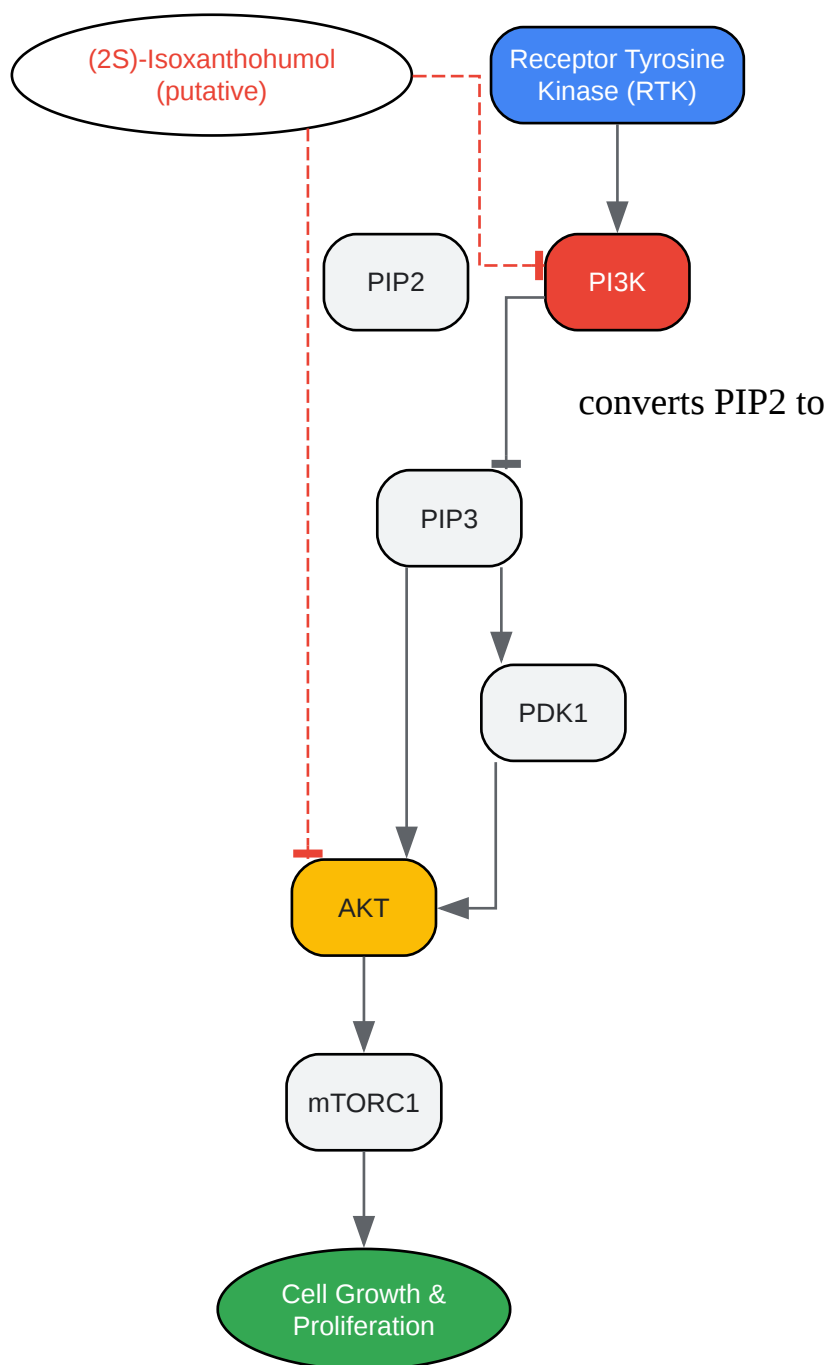 (2S)-Isoxanthohumol
(putative)
Receptor Tyrosine
Kinase (RTK)
PIP2
PI3K
converts PIP2 to
PIP3
PDK1
AKT
mTORC1
Cell Growth &
Proliferation